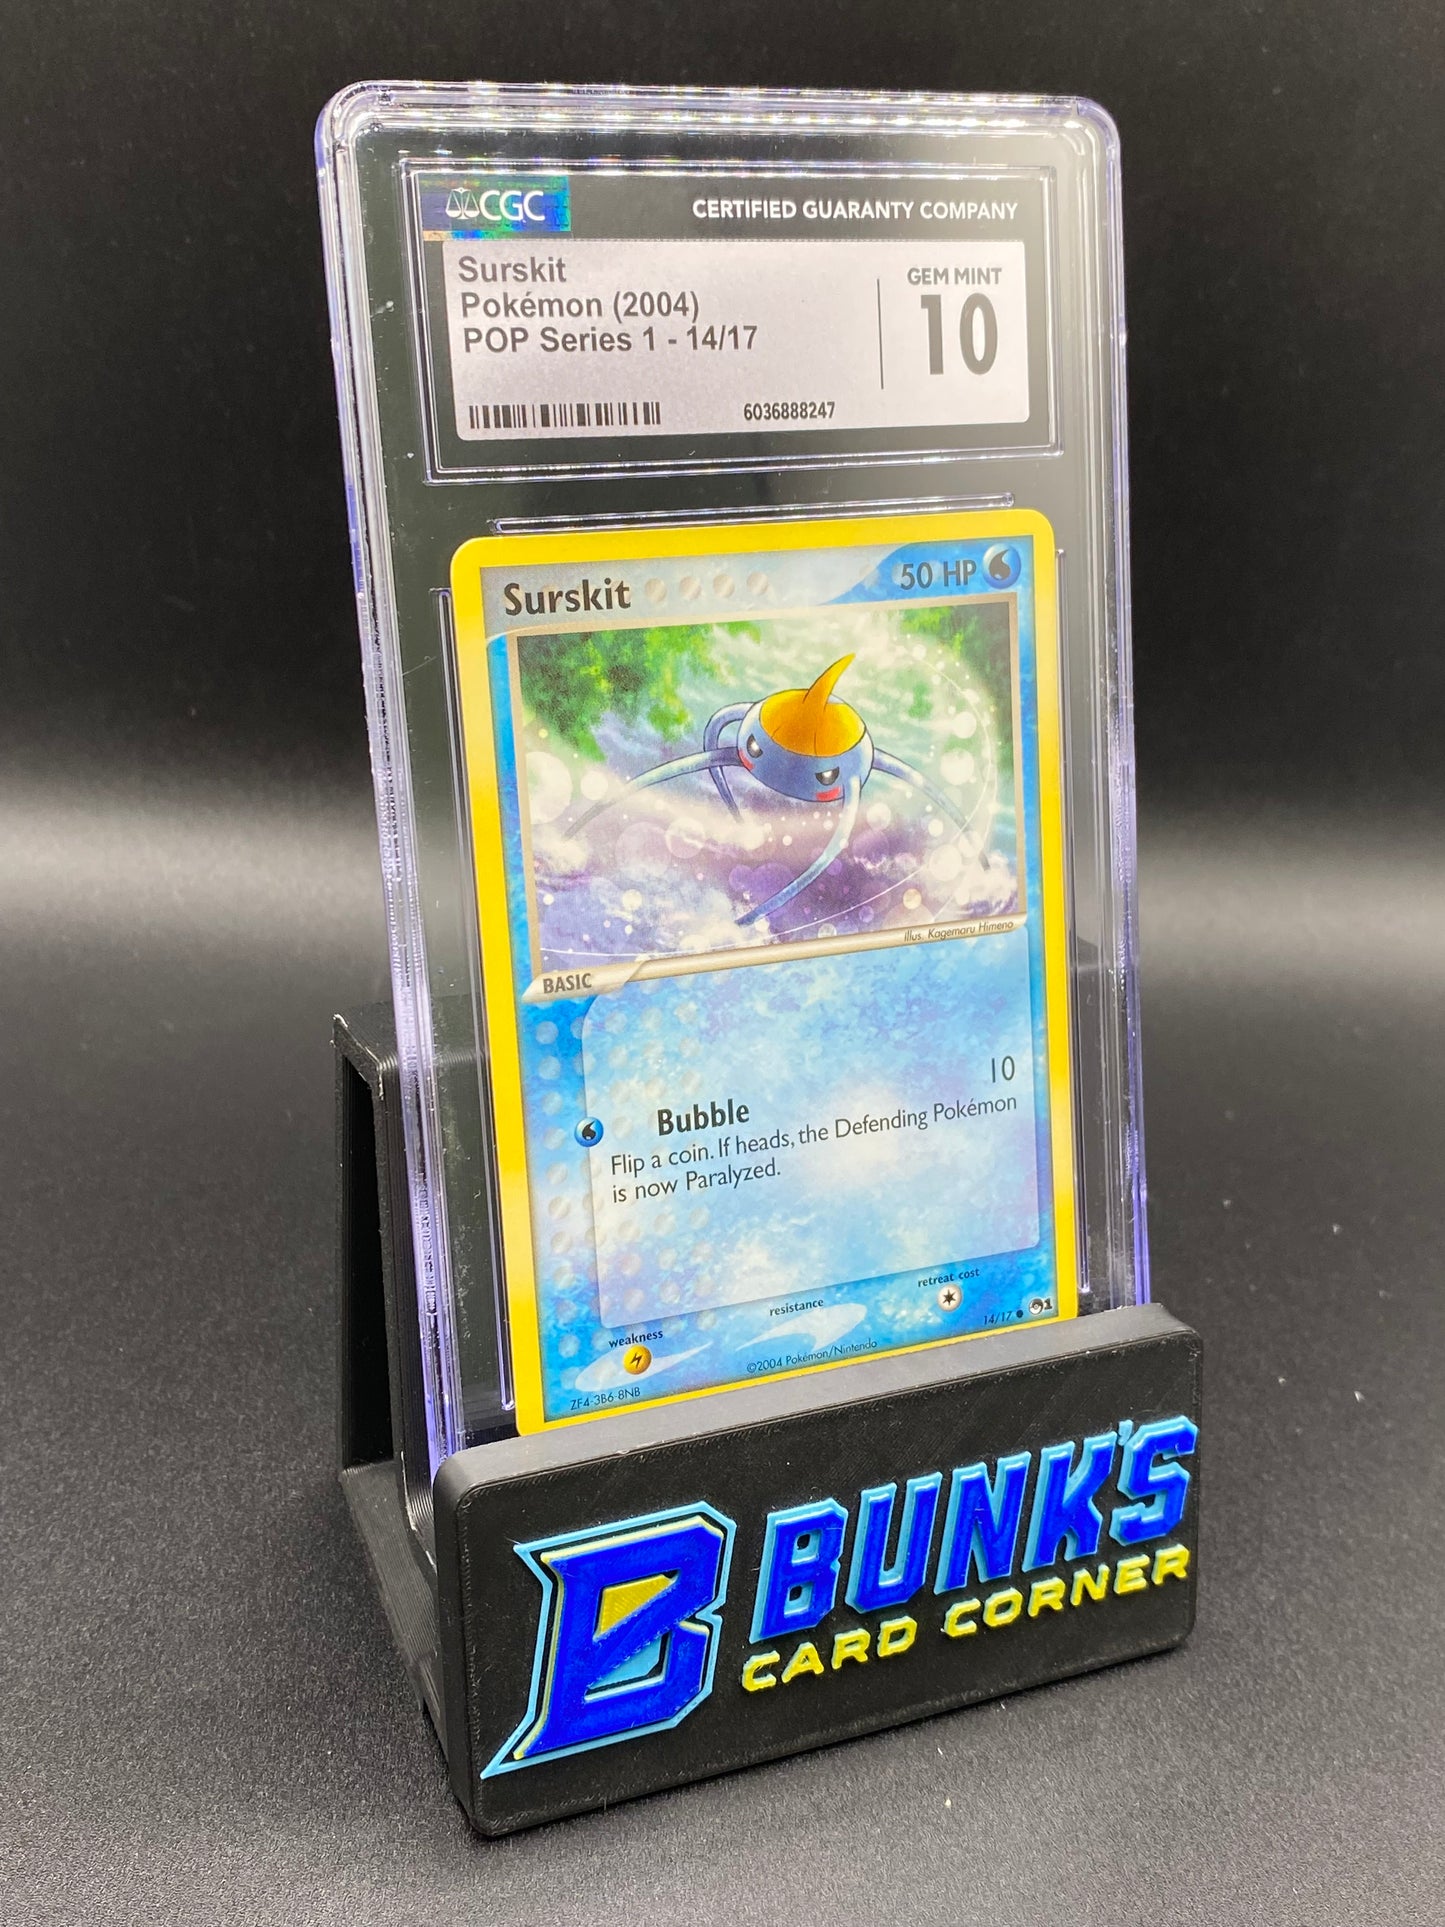 CGC
CERTIFIED GUARANTY COMPANY
Surskit
Pokémon (2004)
POP Series 1 - 14/17
GEM MINT
10
6036888247
Surskit
50 HP
Illus. Kagemaru Himeno
BASIC
10
Bubble
Flip a coin. If heads, the Defending Pokémon
is now Paralyzed.
weakness
resistance
retreat cost
ZF4-3B6-8NB
©2004 Pokémon/Nintendo
14/17
1
B
BUNK'S
CARD CORNER